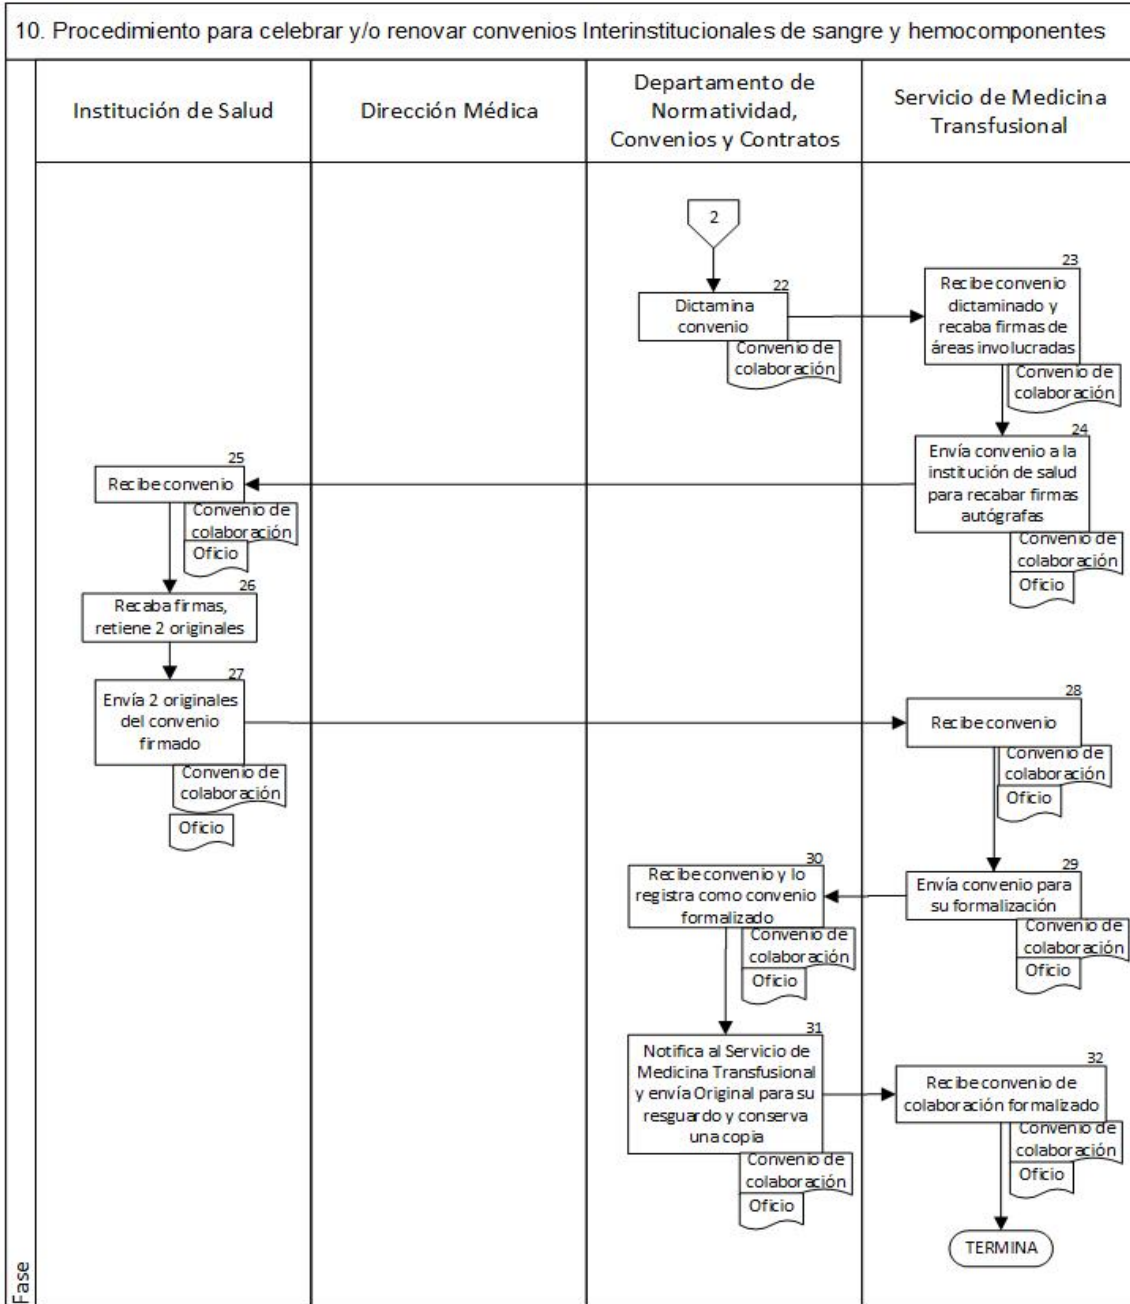 10. Procedimiento para celebrar y/o renovar convenios Interinstitucionales de sangre y hemocomponentes
Institución de Salud
Dirección Médica
Departamento de
Normatividad,
Convenios y Contratos
Servicio de Medicina
Transfusional
2
22
Dictamina
convenio
Convenio de
colaboración
23
Recibe convenio
dictaminado y
recaba firmas de
áreas involucradas
Convenio de
colaboración
24
Envía convenio a la
institución de salud
para recabar firmas
autógrafas
Convenio de
colaboración
Oficio
25
Recibe convenio
Convenio de
colaboración
Oficio
26
Recaba firmas,
retiene 2 originales
27
Envía 2 originales
del convenio
firmado
Convenio de
colaboración
Oficio
28
Recibe convenio
Convenio de
colaboración
Oficio
29
Envía convenio para
su formalización
Convenio de
colaboración
Oficio
30
Recibe convenio y lo
registra como convenio
formalizado
Convenio de
colaboración
Oficio
31
Notifica al Servicio de
Medicina Transfusional
y envía Original para su
resguardo y conserva
una copia
Convenio de
colaboración
Oficio
32
Recibe convenio de
colaboración formalizado
Convenio de
colaboración
Oficio
TERMINA
Fase